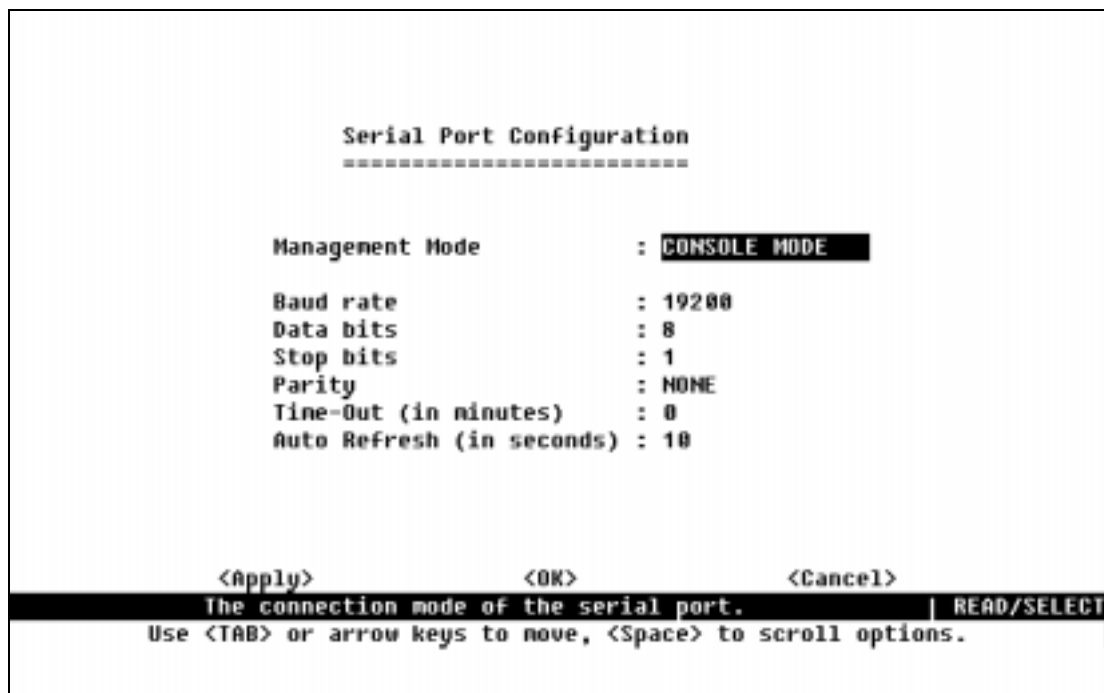 Serial Port Configuration
=========================
Management Mode : CONSOLE MODE
Baud rate : 19200
Data bits : 8
Stop bits : 1
Parity : NONE
Time-Out (in minutes) : 0
Auto Refresh (in seconds) : 10
<Apply> <OK> <Cancel>
The connection mode of the serial port. | READ/SELECT
Use <TAB> or arrow keys to move, <Space> to scroll options.